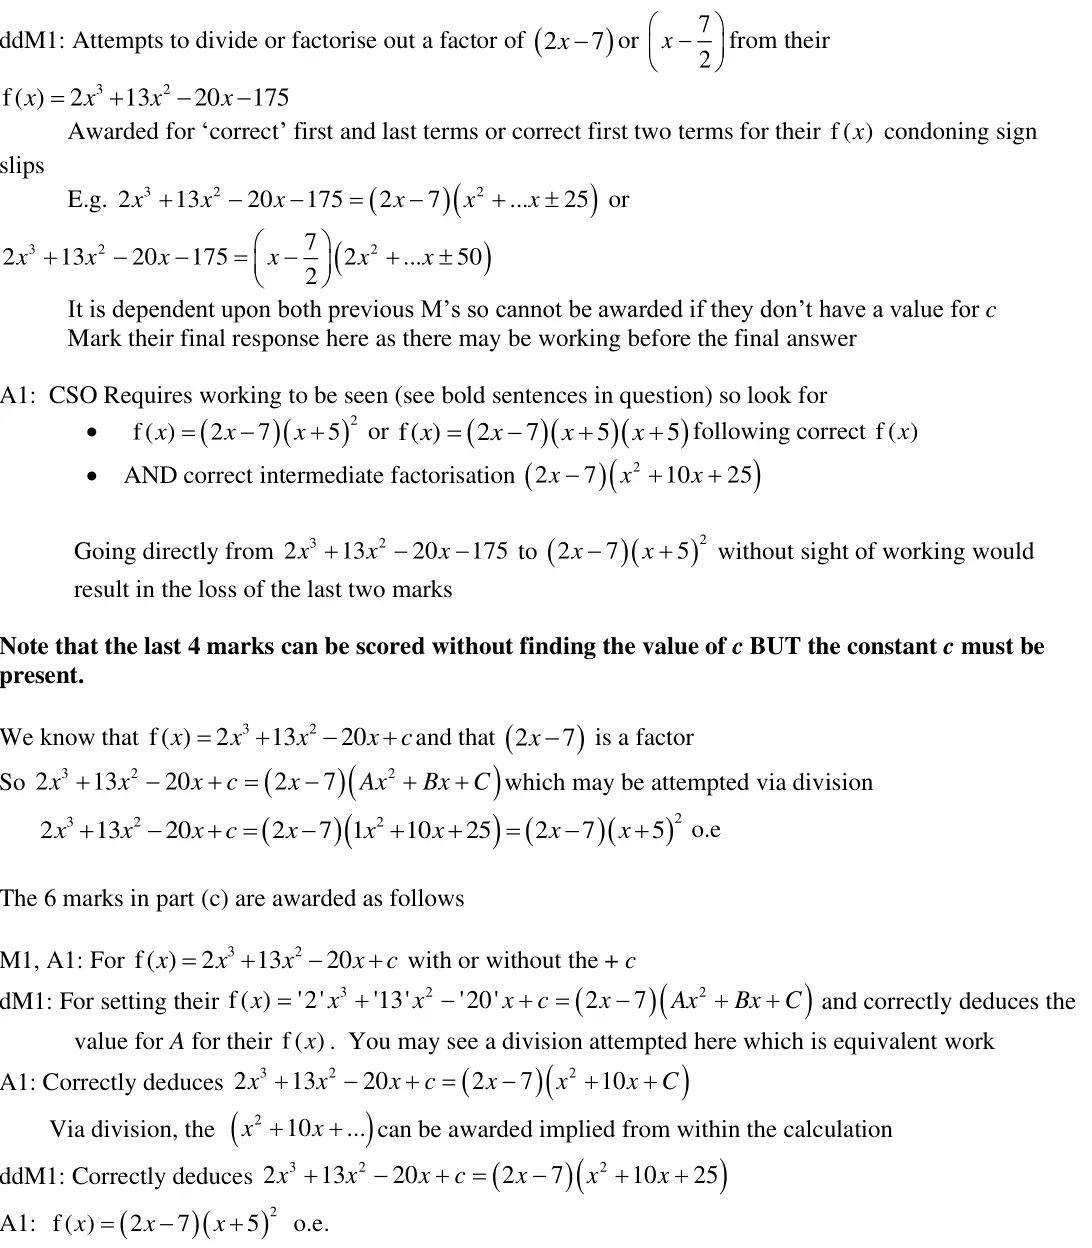 ddM1: Attempts to divide or factorise out a factor of (2x−7) or (x − 7/2) from their
f(x) = 2x³ +13x² −20x −175
Awarded for ‘correct’ first and last terms or correct first two terms for their f(x) condoning sign
slips
E.g. 2x³ +13x² − 20x −175 = (2x − 7)(x² + ...x ± 25) or
2x³ +13x² − 20x −175 = (x − 7/2)(2x² + ...x ± 50)
It is dependent upon both previous M’s so cannot be awarded if they don’t have a value for c
Mark their final response here as there may be working before the final answer
A1: CSO Requires working to be seen (see bold sentences in question) so look for
• f(x) = (2x−7)(x+5)² or f(x) = (2x−7)(x+5)(x+5) following correct f(x)
• AND correct intermediate factorisation (2x−7)(x² +10x + 25)
Going directly from 2x³ +13x² − 20x −175 to (2x−7)(x+5)² without sight of working would
result in the loss of the last two marks
Note that the last 4 marks can be scored without finding the value of c BUT the constant c must be
present.
We know that f(x) = 2x³ +13x² −20x + c and that (2x−7) is a factor
So 2x³ +13x² − 20x + c = (2x−7)(Ax² + Bx + C) which may be attempted via division
2x³ +13x² − 20x + c = (2x−7)(1x² +10x + 25) = (2x−7)(x+5)² o.e
The 6 marks in part (c) are awarded as follows
M1, A1: For f(x) = 2x³ +13x² −20x + c with or without the + c
dM1: For setting their f(x) = '2'x³ +'13'x² −'20'x + c = (2x−7)(Ax² + Bx + C) and correctly deduces the
value for A for their f(x). You may see a division attempted here which is equivalent work
A1: Correctly deduces 2x³ +13x² − 20x + c = (2x−7)(x² +10x + C)
Via division, the (x² +10x + ...) can be awarded implied from within the calculation
ddM1: Correctly deduces 2x³ +13x² − 20x + c = (2x−7)(x² +10x + 25)
A1: f(x) = (2x−7)(x+5)² o.e.